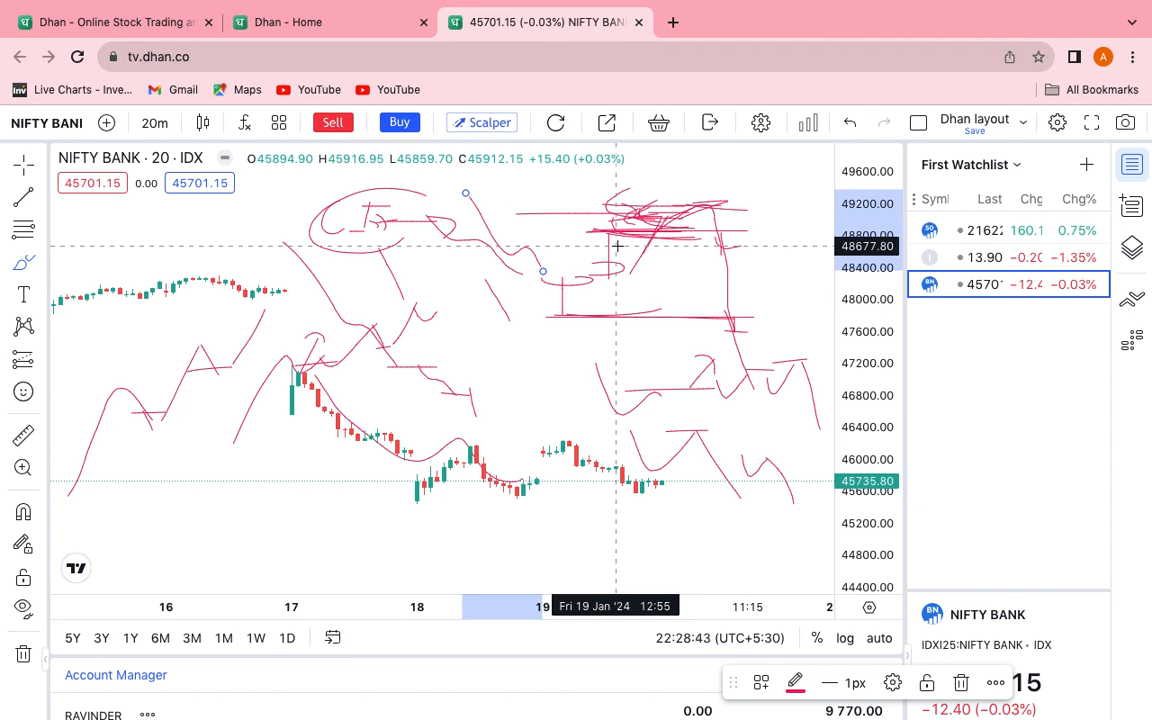 Dhan - Online Stock Trading a
Dhan - Home
45701.15 (-0.03%) NIFTY BAN
tv.dhan.co
Live Charts - Inve...
Gmail
Maps
YouTube
YouTube
All Bookmarks
NIFTY BANI
20m
Sell
Buy
Scalper
Dhan layout
Save
NIFTY BANK · 20 · IDX
O45894.90 H45916.95 L45859.70 C45912.15 +15.40 (+0.03%)
45701.15 0.00 45701.15
49600.00
49200.00
48800.00
48677.80
48400.00
48000.00
47600.00
47200.00
46800.00
46400.00
46000.00
45735.80
45600.00
45200.00
44800.00
44400.00
16 17 18 19 Fri 19 Jan '24 12:55 11:15 2
5Y 3Y 1Y 6M 3M 1M 1W 1D
22:28:43 (UTC+5:30) % log auto
Account Manager
1px
RAVINDER
0.00 9 770.00
First Watchlist
Syml Last Chg Chg%
50 21622 160.1 0.75%
I 13.90 −0.20 −1.35%
BN 4570 −12.4 −0.03%
BN NIFTY BANK
IDXI25:NIFTY BANK • IDX
15
−12.40 (−0.03%)